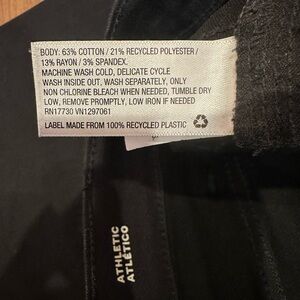 BODY: 63% COTTON / 21% RECYCLED POLYESTER /
13% RAYON / 3% SPANDEX.
MACHINE WASH COLD, DELICATE CYCLE
WASH INSIDE OUT, WASH SEPARATELY, ONLY
NON CHLORINE BLEACH WHEN NEEDED, TUMBLE DRY
LOW, REMOVE PROMPTLY, LOW IRON IF NEEDED
RN17730 VN1297061
LABEL MADE FROM 100% RECYCLED PLASTIC
ATHLETIC
ATLÉTICO